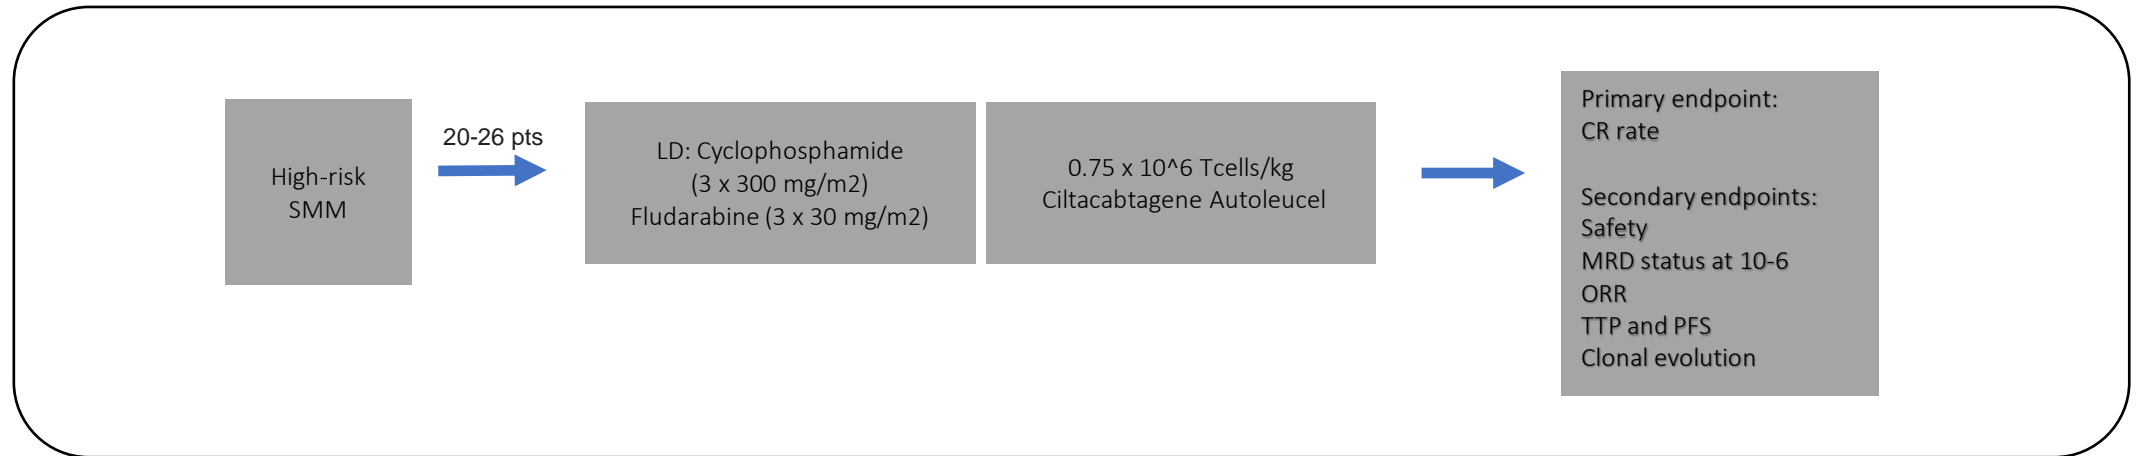 High-risk
SMM
20-26 pts
LD: Cyclophosphamide
(3 x 300 mg/m2)
Fludarabine (3 x 30 mg/m2)
0.75 x 10^6 Tcells/kg
Ciltacabtagene Autoleucel
Primary endpoint:
CR rate
Secondary endpoints:
Safety
MRD status at 10-6
ORR
TTP and PFS
Clonal evolution